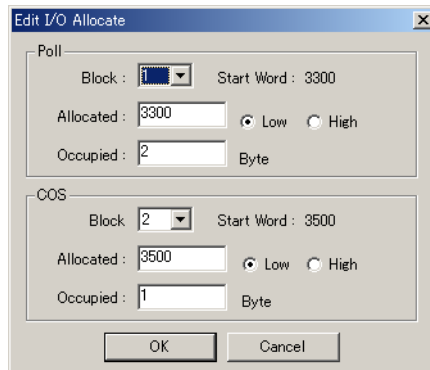 Edit I/O Allocate
Poll
Block : 1 Start Word : 3300
Allocated : 3300 Low High
Occupied : 2 Byte
COS
Block 2 Start Word : 3500
Allocated : 3500 Low High
Occupied : 1 Byte
OK Cancel